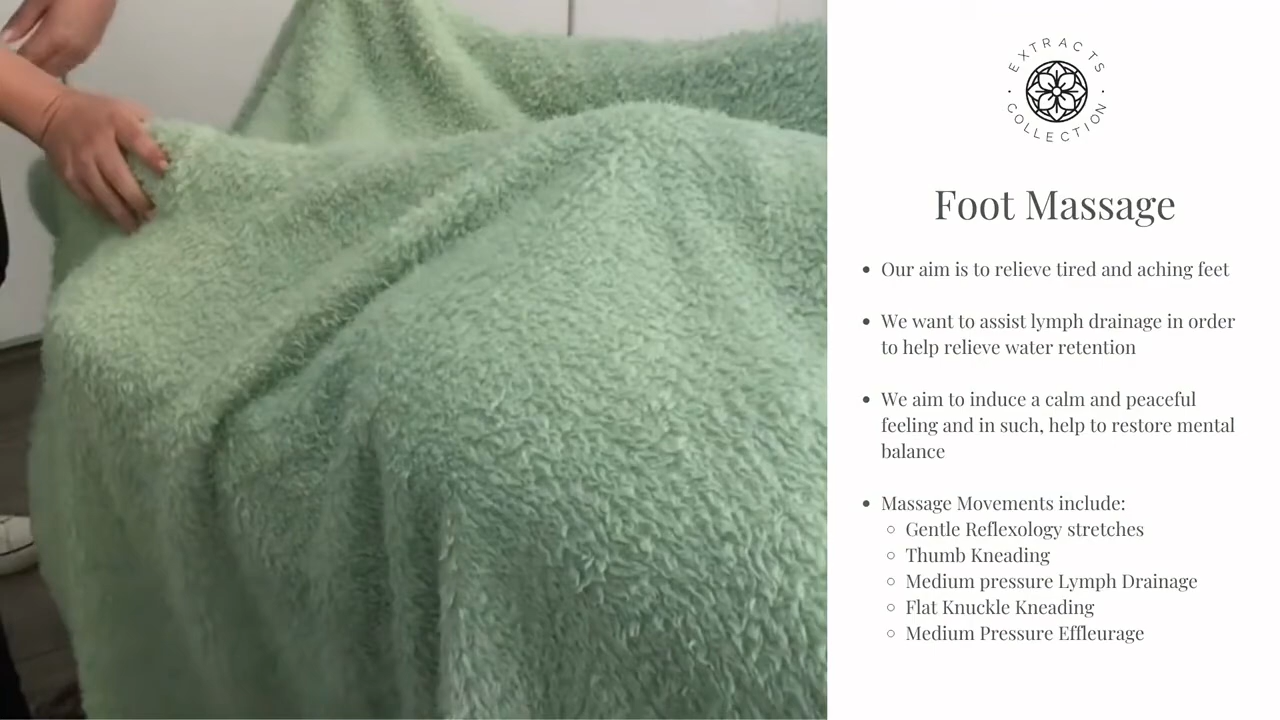 EXTRACTS
COLLECTION
Foot Massage
• Our aim is to relieve tired and aching feet
• We want to assist lymph drainage in order
to help relieve water retention
• We aim to induce a calm and peaceful
feeling and in such, help to restore mental
balance
• Massage Movements include:
○ Gentle Reflexology stretches
○ Thumb Kneading
○ Medium pressure Lymph Drainage
○ Flat Knuckle Kneading
○ Medium Pressure Effleurage